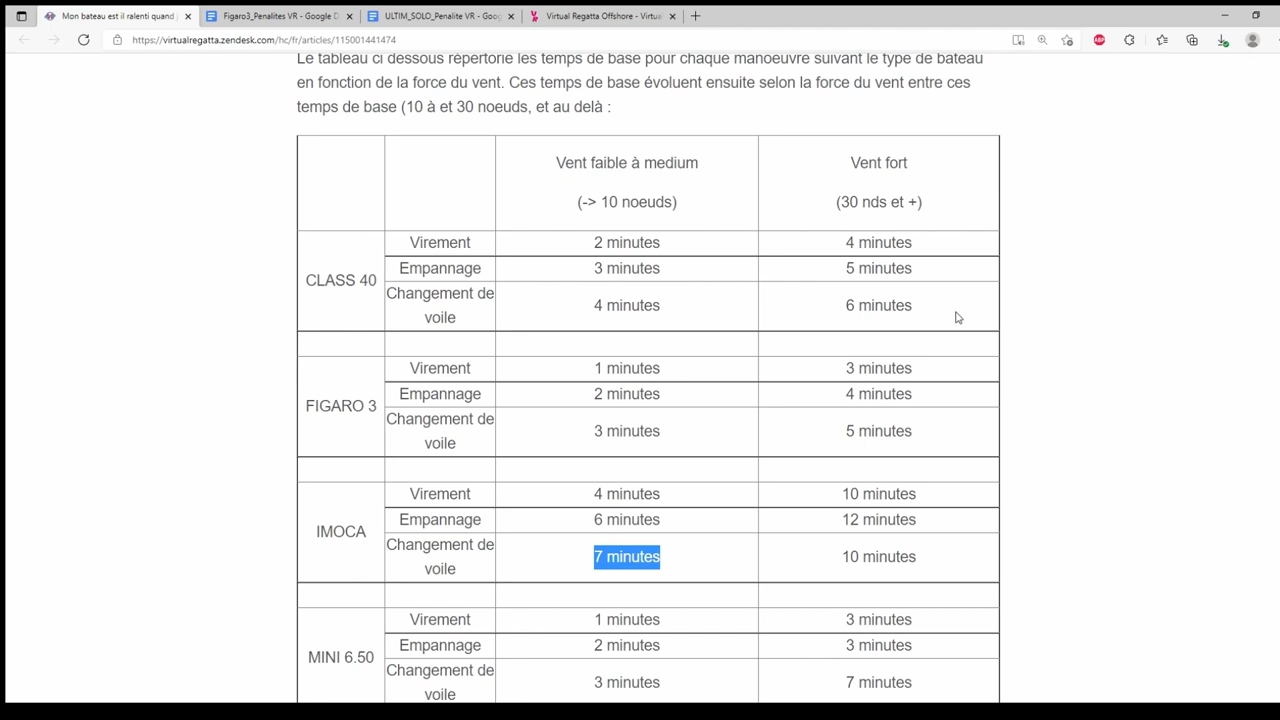 Mon bateau est il ralenti quand j
Figaro3_Penalites VR - Google D
ULTIM_SOLO_Penalite VR - Goog
Virtual Regatta Offshore - Virtua
https://virtualregatta.zendesk.com/hc/fr/articles/115001441474
Le tableau ci dessous répertorie les temps de base pour chaque manoeuvre suivant le type de bateau
en fonction de la force du vent. Ces temps de base évoluent ensuite selon la force du vent entre ces
temps de base (10 à et 30 noeuds, et au delà :
Vent faible à medium
(-> 10 noeuds)
Vent fort
(30 nds et +)
CLASS 40
Virement 2 minutes 4 minutes
Empannage 3 minutes 5 minutes
Changement de
voile
4 minutes 6 minutes
FIGARO 3
Virement 1 minutes 3 minutes
Empannage 2 minutes 4 minutes
Changement de
voile
3 minutes 5 minutes
IMOCA
Virement 4 minutes 10 minutes
Empannage 6 minutes 12 minutes
Changement de
voile
7 minutes 10 minutes
MINI 6.50
Virement 1 minutes 3 minutes
Empannage 2 minutes 3 minutes
Changement de
voile
3 minutes 7 minutes